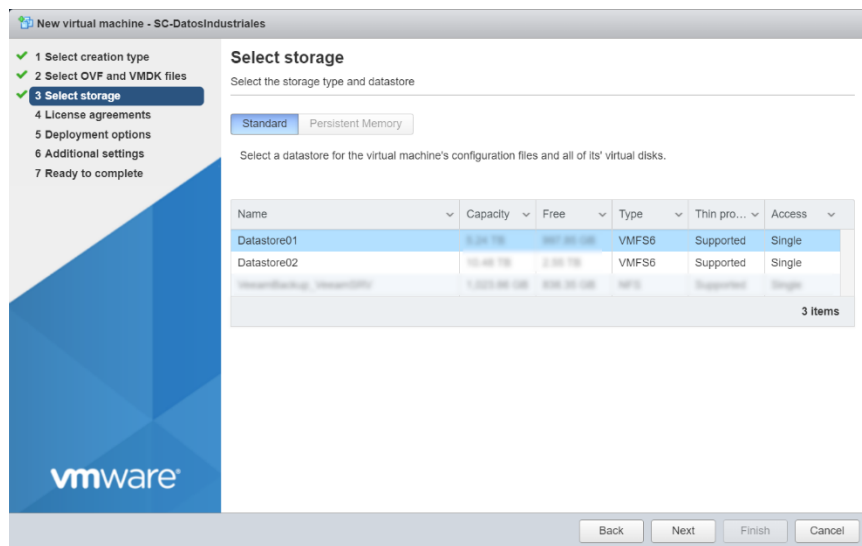 New virtual machine - SC-DatosIndustriales
1 Select creation type
2 Select OVF and VMDK files
3 Select storage
4 License agreements
5 Deployment options
6 Additional settings
7 Ready to complete
vmware®
Select storage
Select the storage type and datastore
Standard Persistent Memory
Select a datastore for the virtual machine's configuration files and all of its' virtual disks.
Name Capacity Free Type Thin pro... Access
Datastore01 VMFS6 Supported Single
Datastore02 VMFS6 Supported Single
3 items
Back Next Finish Cancel